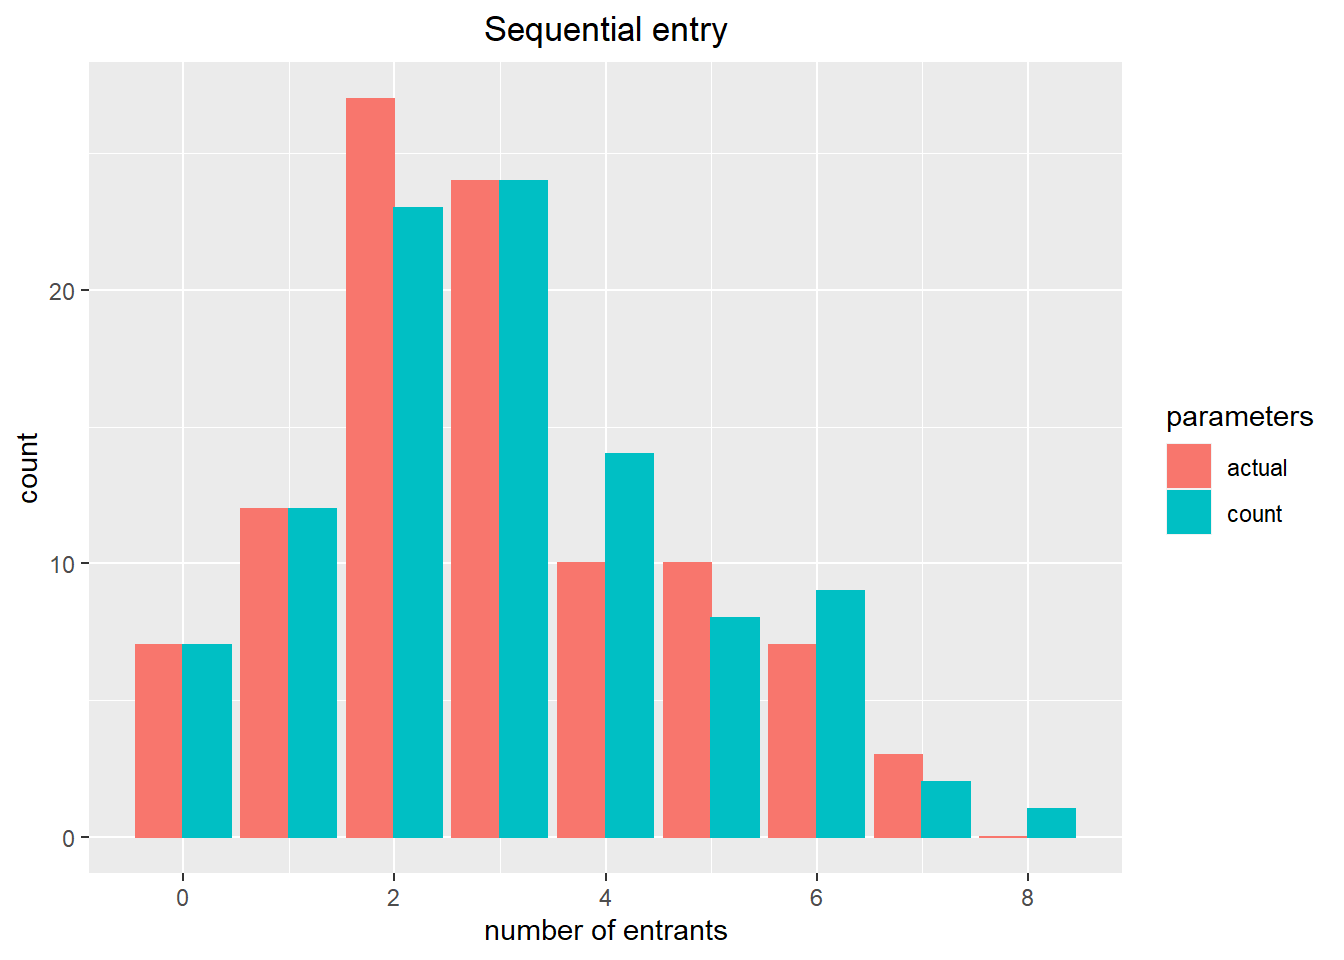 Sequential entry
20
10
0
count
0 2 4 6 8
number of entrants
parameters
actual
count